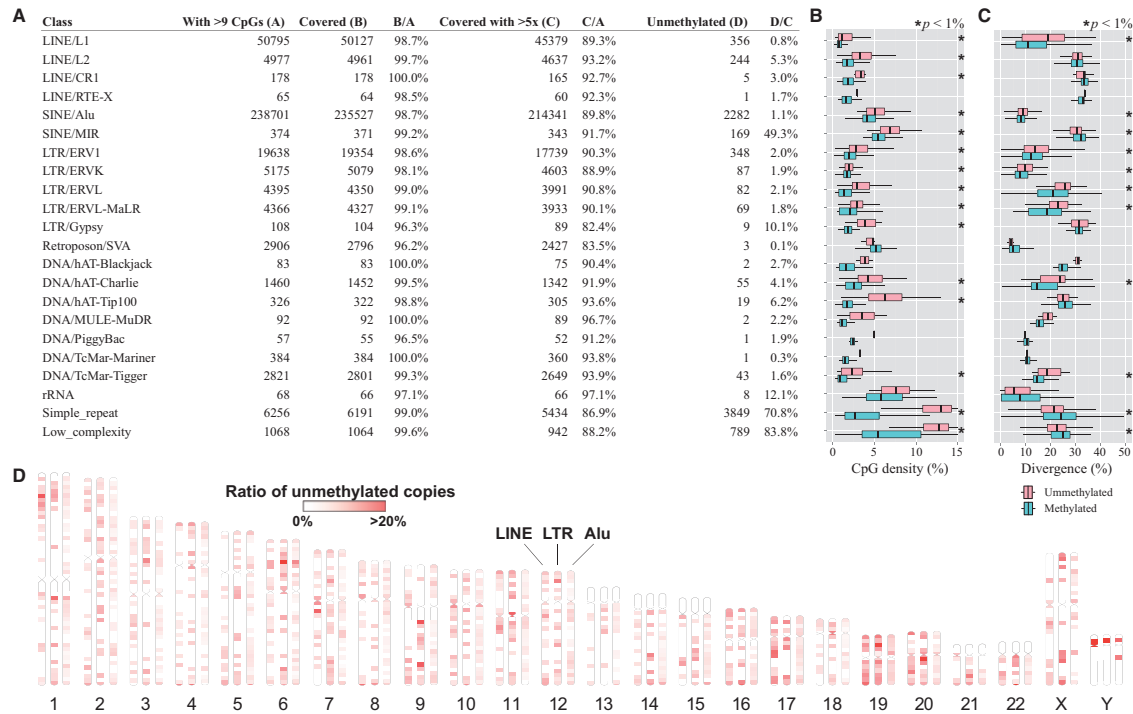 A
Class With >9 CpGs (A) Covered (B) B/A Covered with >5x (C) C/A Unmethylated (D) D/C
LINE/L1 50795 50127 98.7% 45379 89.3% 356 0.8%
LINE/L2 4977 4961 99.7% 4637 93.2% 244 5.3%
LINE/CR1 178 178 100.0% 165 92.7% 5 3.0%
LINE/RTE-X 65 64 98.5% 60 92.3% 1 1.7%
SINE/Alu 238701 235527 98.7% 214341 89.8% 2282 1.1%
SINE/MIR 374 371 99.2% 343 91.7% 169 49.3%
LTR/ERV1 19638 19354 98.6% 17739 90.3% 348 2.0%
LTR/ERVK 5175 5079 98.1% 4603 88.9% 87 1.9%
LTR/ERVL 4395 4350 99.0% 3991 90.8% 82 2.1%
LTR/ERVL-MaLR 4366 4327 99.1% 3933 90.1% 69 1.8%
LTR/Gypsy 108 104 96.3% 89 82.4% 9 10.1%
Retroposon/SVA 2906 2796 96.2% 2427 83.5% 3 0.1%
DNA/hAT-Blackjack 83 83 100.0% 75 90.4% 2 2.7%
DNA/hAT-Charlie 1460 1452 99.5% 1342 91.9% 55 4.1%
DNA/hAT-Tip100 326 322 98.8% 305 93.6% 19 6.2%
DNA/MULE-MuDR 92 92 100.0% 89 96.7% 2 2.2%
DNA/PiggyBac 57 55 96.5% 52 91.2% 1 1.9%
DNA/TcMar-Mariner 384 384 100.0% 360 93.8% 1 0.3%
DNA/TcMar-Tigger 2821 2801 99.3% 2649 93.9% 43 1.6%
rRNA 68 66 97.1% 66 97.1% 8 12.1%
Simple_repeat 6256 6191 99.0% 5434 86.9% 3849 70.8%
Low_complexity 1068 1064 99.6% 942 88.2% 789 83.8%
B
*p < 1%
0 5 10 15
CpG density (%)
C
*p < 1%
0 10 20 30 40 50
Divergence (%)
Unmethylated
Methylated
D
Ratio of unmethylated copies
0% >20%
LINE LTR Alu
1 2 3 4 5 6 7 8 9 10 11 12 13 14 15 16 17 18 19 20 21 22 X Y